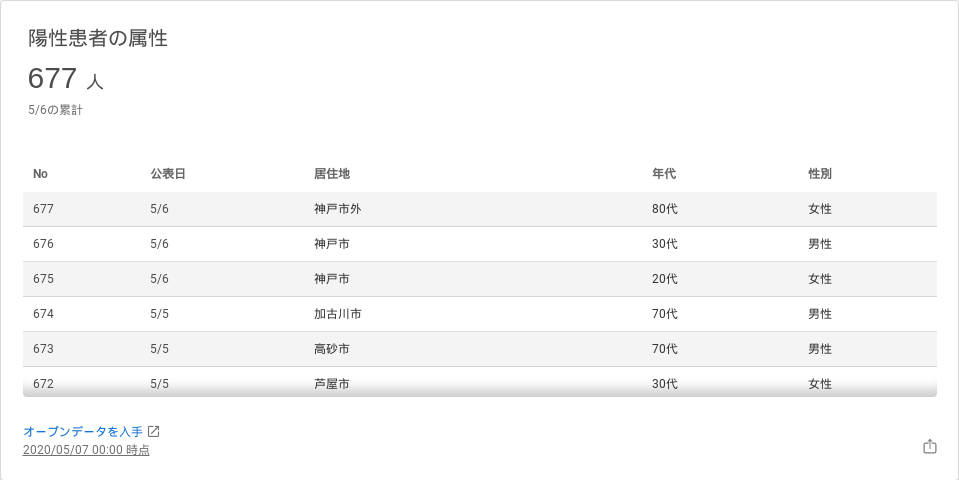 陽性患者の属性
677 人
5/6の累計
No 公表日 居住地 年代 性別
677 5/6 神戸市外 80代 女性
676 5/6 神戸市 30代 男性
675 5/6 神戸市 20代 女性
674 5/5 加古川市 70代 男性
673 5/5 高砂市 70代 男性
672 5/5 芦屋市 30代 女性
オープンデータを入手
2020/05/07 00:00 時点